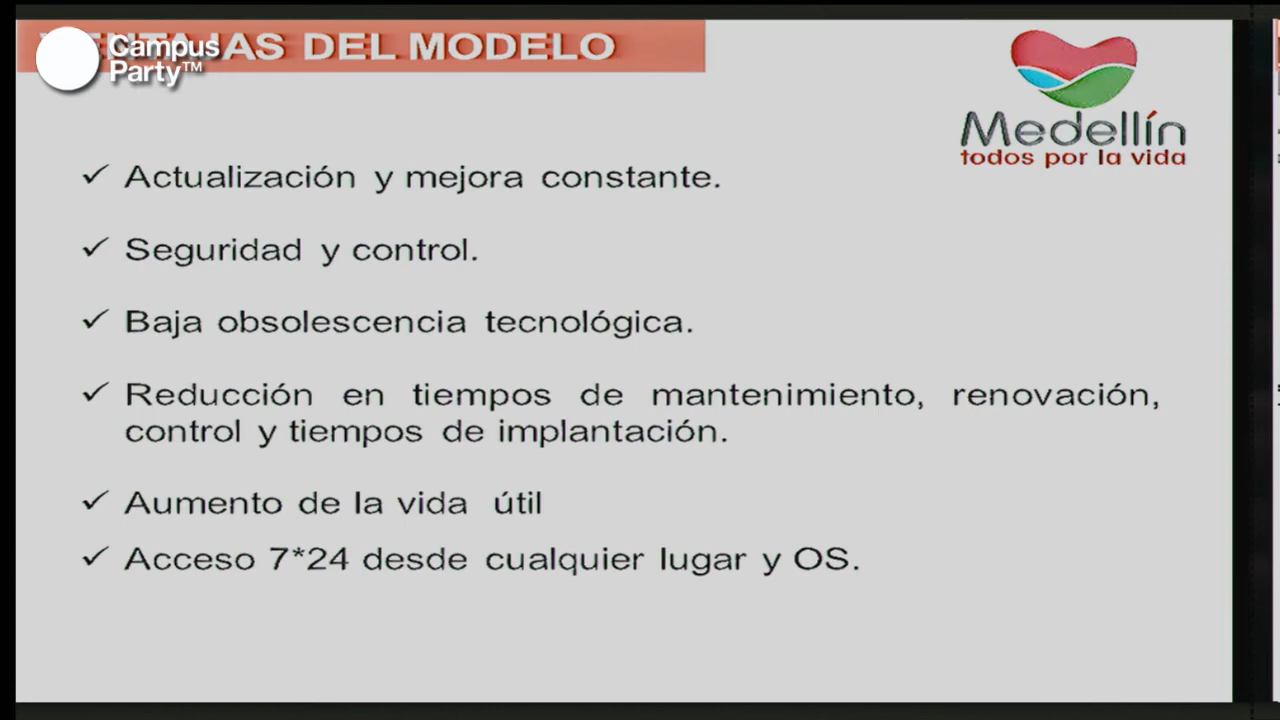 Campus
Party™
VENTAJAS DEL MODELO
Medellín
todos por la vida
✓ Actualización y mejora constante.
✓ Seguridad y control.
✓ Baja obsolescencia tecnológica.
✓ Reducción en tiempos de mantenimiento, renovación,
control y tiempos de implantación.
✓ Aumento de la vida útil
✓ Acceso 7*24 desde cualquier lugar y OS.